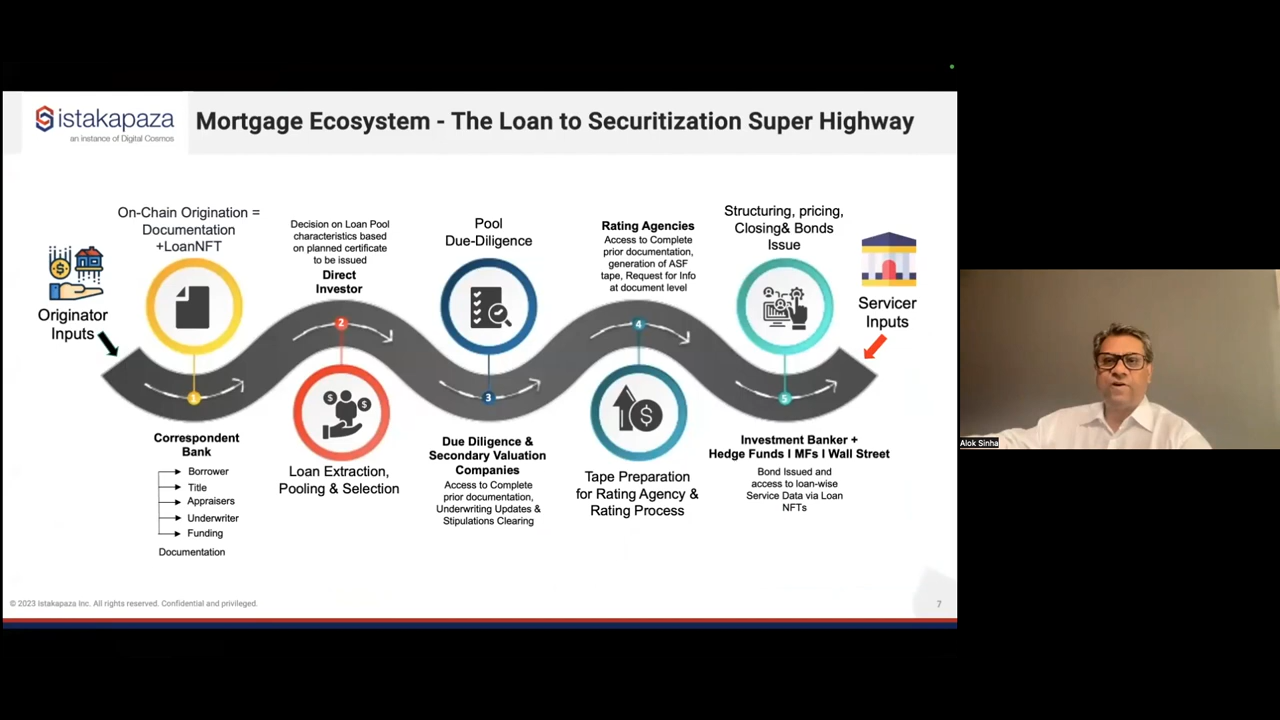 istakapaza
an instance of Digital Cosmos
Mortgage Ecosystem - The Loan to Securitization Super Highway
Originator
Inputs
On-Chain Origination =
Documentation
+LoanNFT
1
Correspondent
Bank
Borrower
Title
Appraisers
Underwriter
Funding
Documentation
Decision on Loan Pool
characteristics based
on planned certificate
to be issued
Direct
Investor
2
Loan Extraction,
Pooling & Selection
Pool
Due-Diligence
3
Due Diligence &
Secondary Valuation
Companies
Access to Complete
prior documentation,
Underwriting Updates &
Stipulations Clearing
Rating Agencies
Access to Complete
prior documentation,
generation of ASF
tape, Request for Info
at document level
4
Tape Preparation
for Rating Agency &
Rating Process
Structuring, pricing,
Closing& Bonds
Issue
5
Investment Banker +
Hedge Funds I MFs I Wall Street
Bond Issued and
access to loan-wise
Service Data via Loan
NFTs
Servicer
Inputs
© 2023 istakapaza Inc. All rights reserved. Confidential and privileged.
7
Alok Sinha